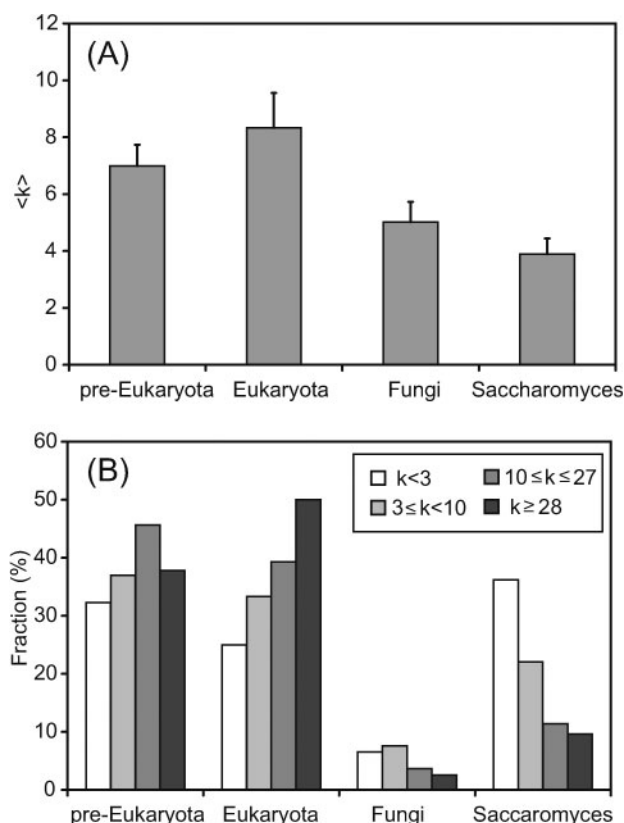 (A)
12
10
8
6
4
2
0
<k>
pre-Eukaryota Eukaryota Fungi Saccharomyces
(B)
60
50
40
30
20
10
0
Fraction (%)
k<3 10≤k≤27
3≤k<10 k≥28
pre-Eukaryota Eukaryota Fungi Saccaromyces